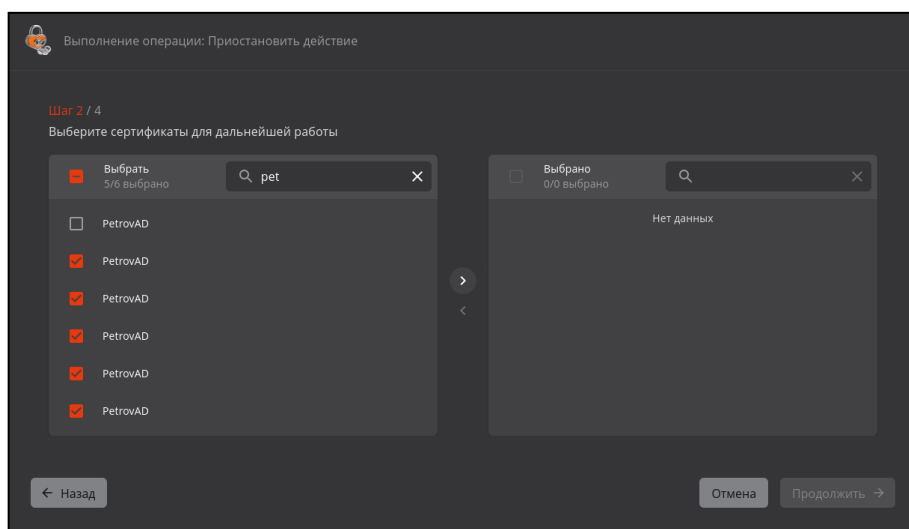 Выполнение операции: Приостановить действие
Шаг 2 / 4
Выберите сертификаты для дальнейшей работы
Выбрать
5/6 выбрано
pet
PetrovAD
PetrovAD
PetrovAD
PetrovAD
PetrovAD
PetrovAD
Выбрано
0/0 выбрано
Нет данных
Назад
Отмена
Продолжить